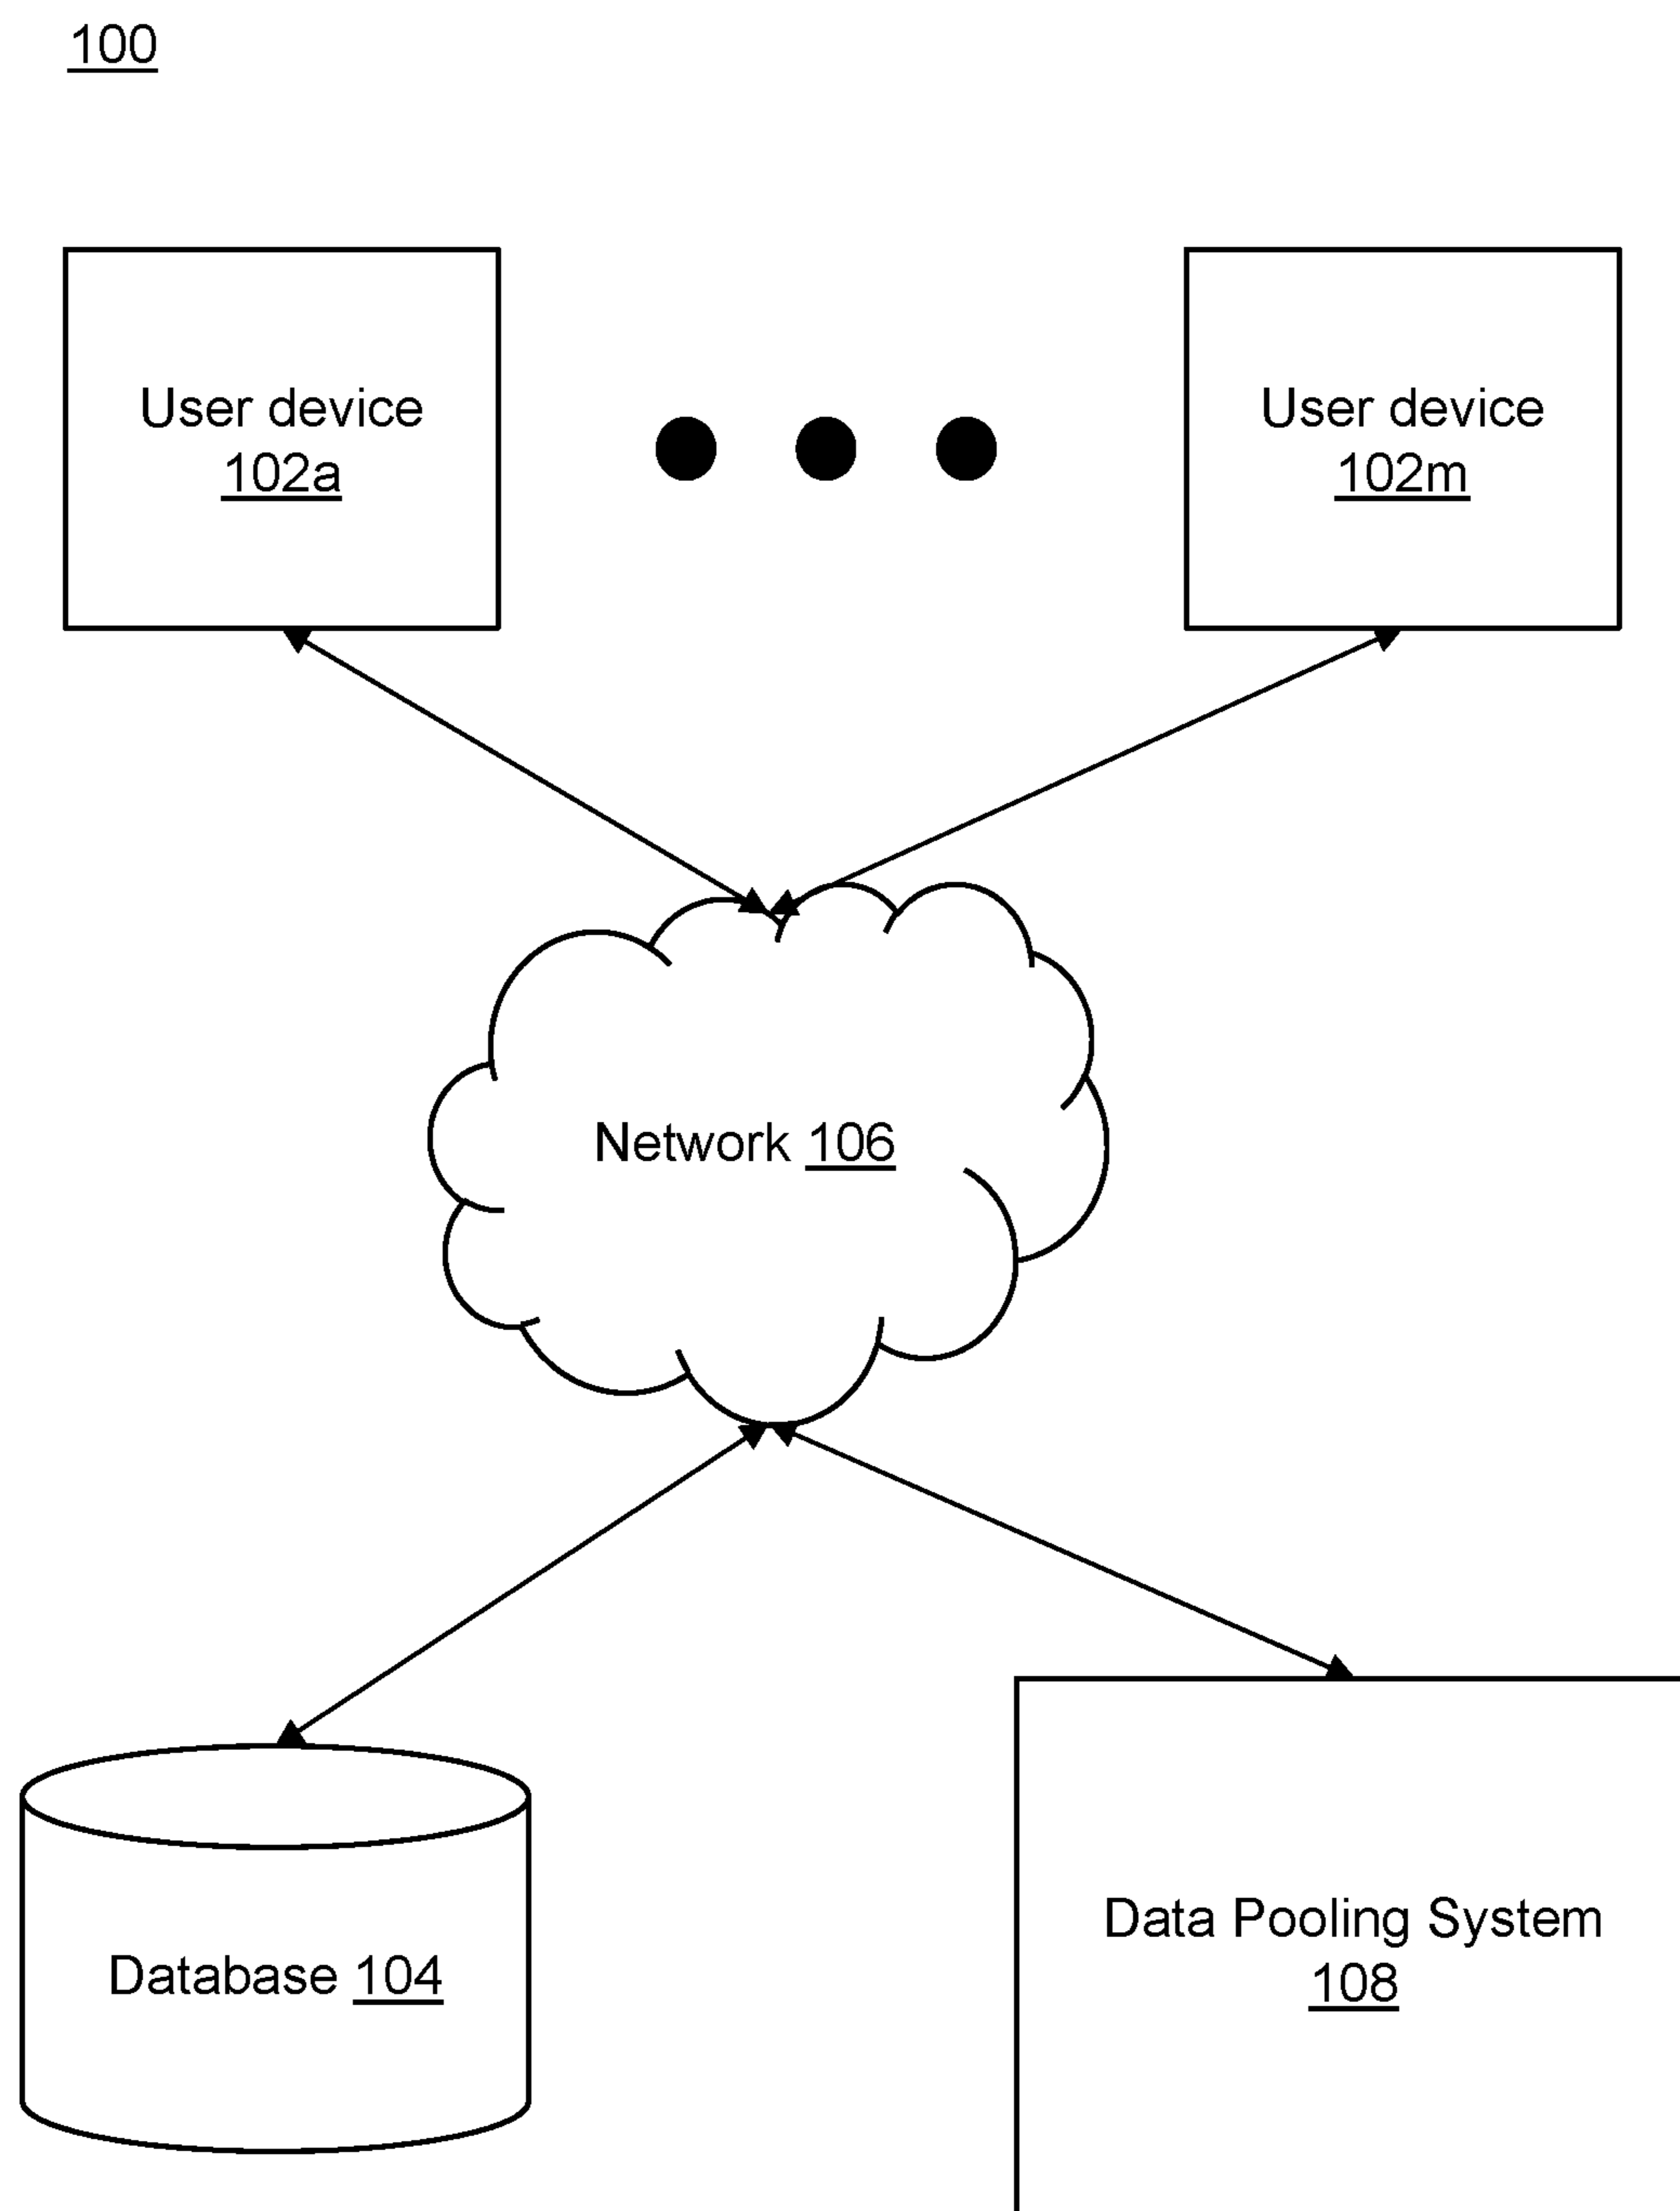 100
User device
102a
User device
102m
Network 106
Database 104
Data Pooling System
108